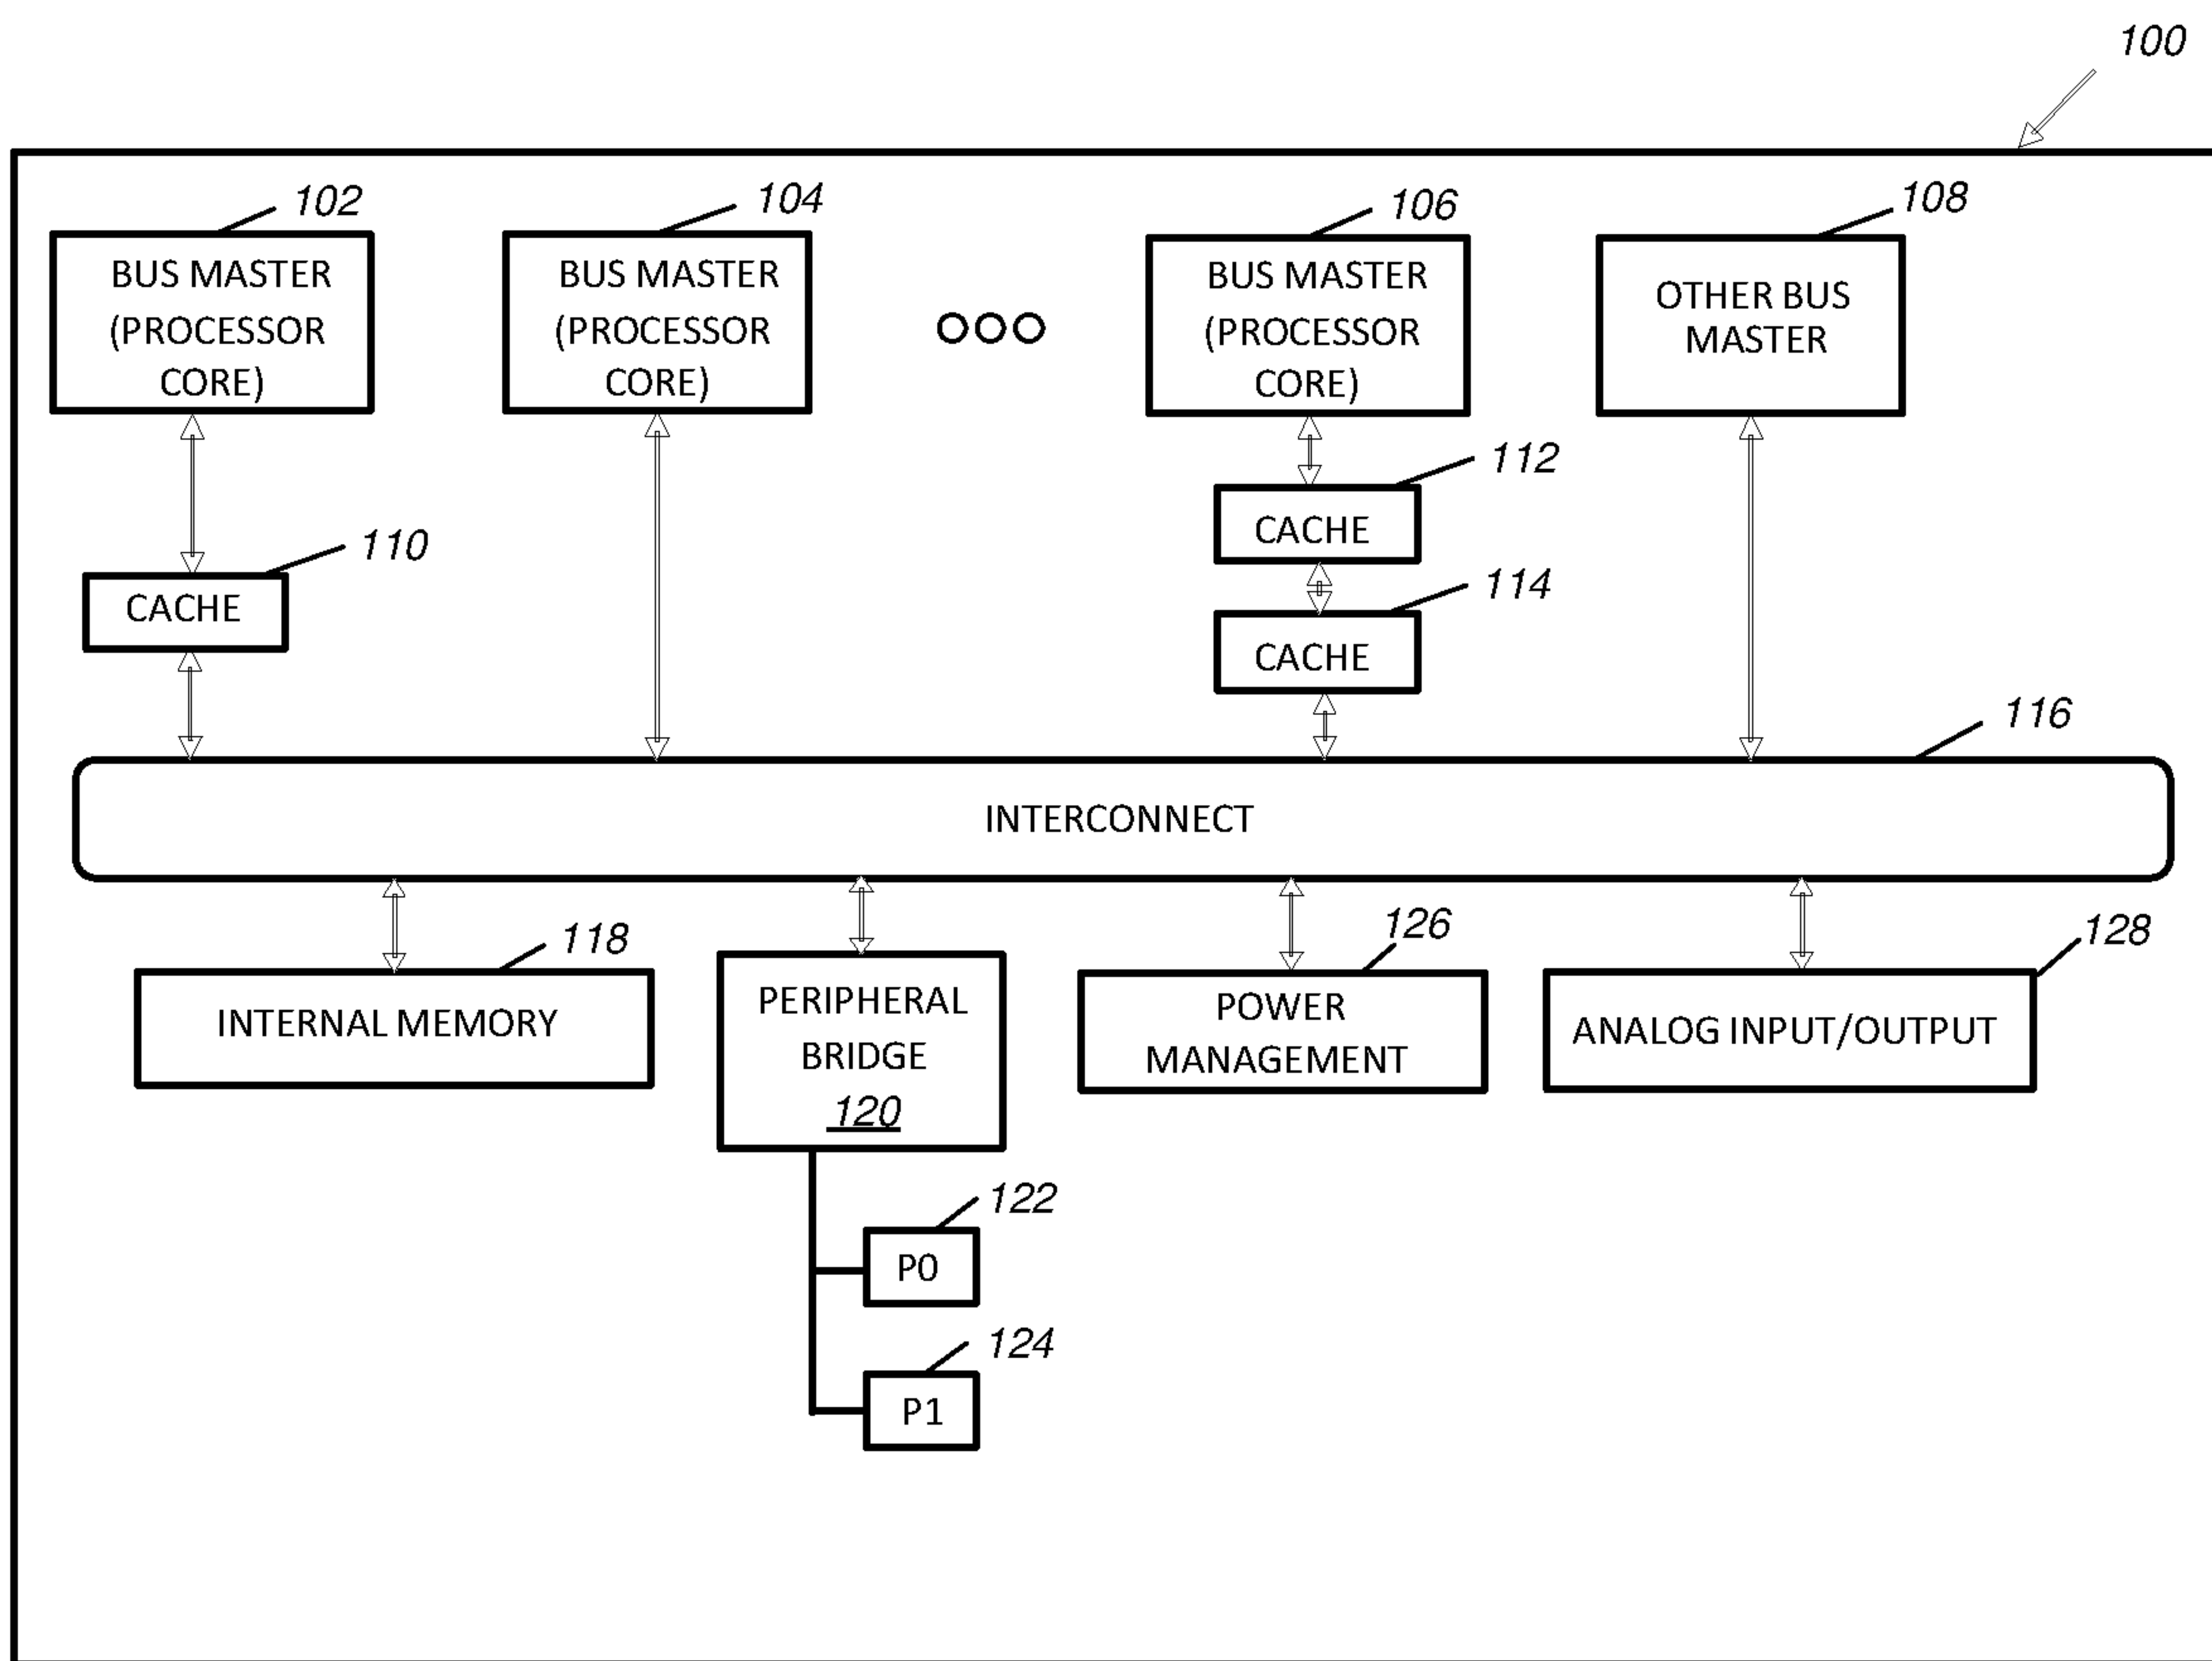 100
102
104
106
108
BUS MASTER
(PROCESSOR
CORE)
BUS MASTER
(PROCESSOR
CORE)
BUS MASTER
(PROCESSOR
CORE)
OTHER BUS
MASTER
112
CACHE
110
CACHE
114
CACHE
116
INTERCONNECT
118
INTERNAL MEMORY
PERIPHERAL
BRIDGE
120
126
POWER
MANAGEMENT
128
ANALOG INPUT/OUTPUT
122
P0
124
P1